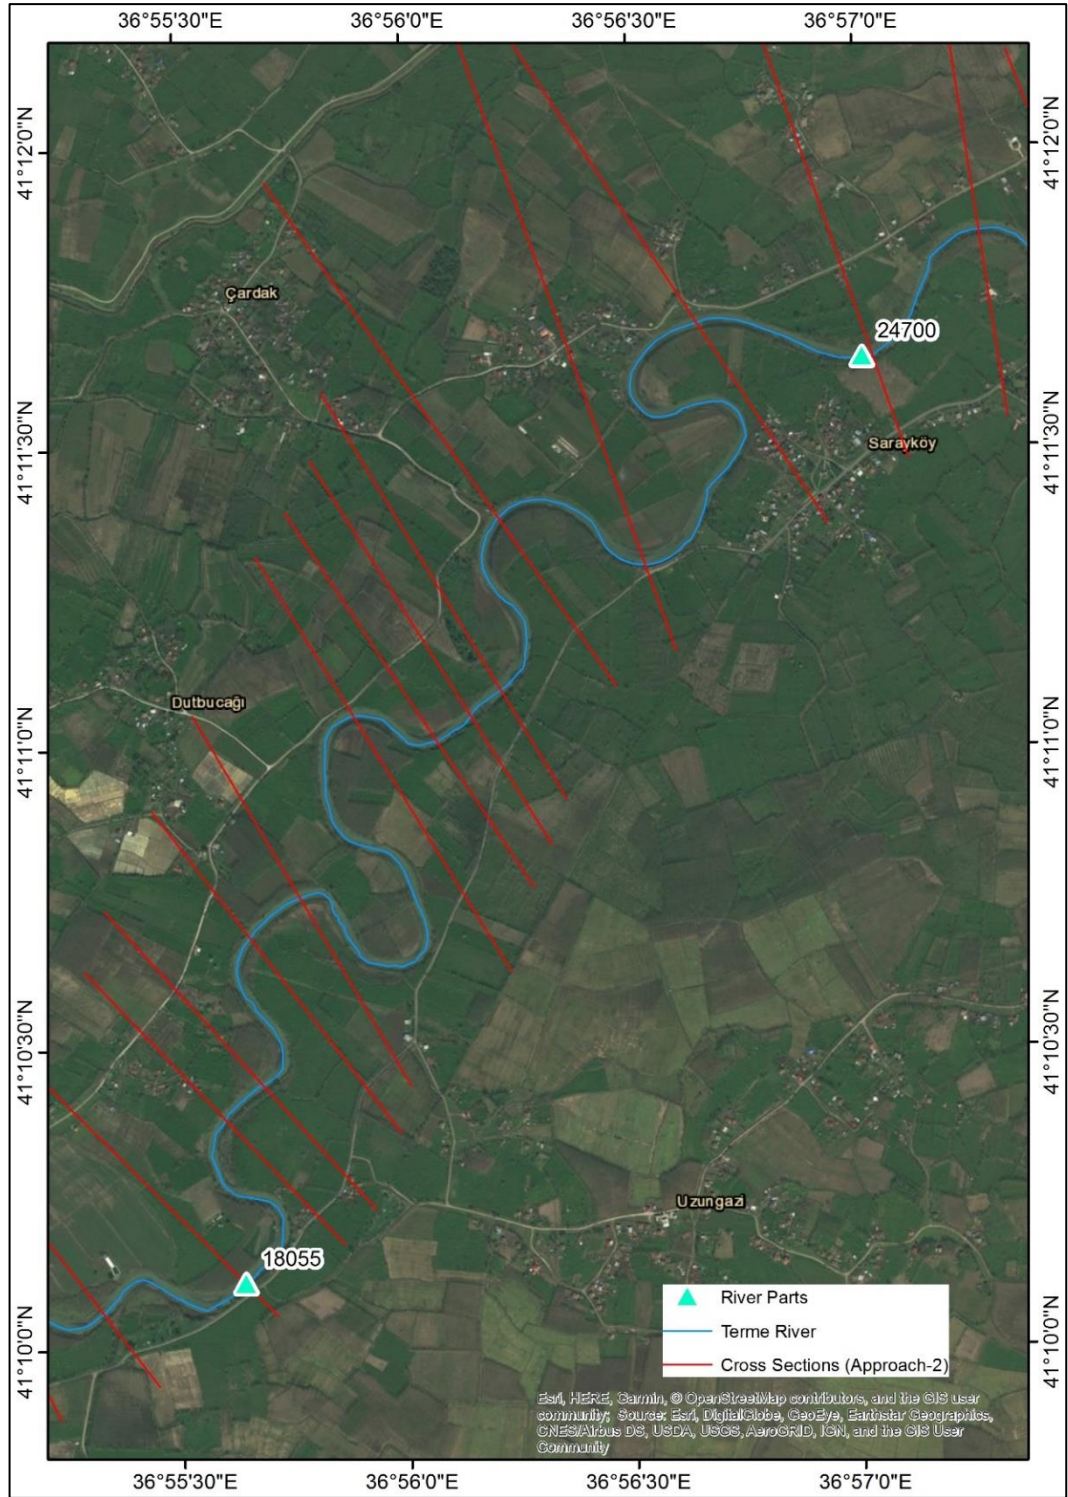 36°55'30"E 36°56'0"E 36°56'30"E 36°57'0"E
41°12'0"N 41°12'0"N
Çardak
24700
41°11'30"N 41°11'30"N
Sarayköy
Dutbucağı
41°11'0"N 41°11'0"N
41°10'30"N 41°10'30"N
Uzungazi
18055
River Parts
Terme River
Cross Sections (Approach-2)
41°10'0"N 41°10'0"N
Esri, HERE, Garmin, © OpenStreetMap contributors, and the GIS user
community; Source: Esri, DigitalGlobe, GeoEye, Earthstar Geographics,
CNES/Airbus DS, USDA, USGS, AeroGRID, IGN, and the GIS User
Community
36°55'30"E 36°56'0"E 36°56'30"E 36°57'0"E